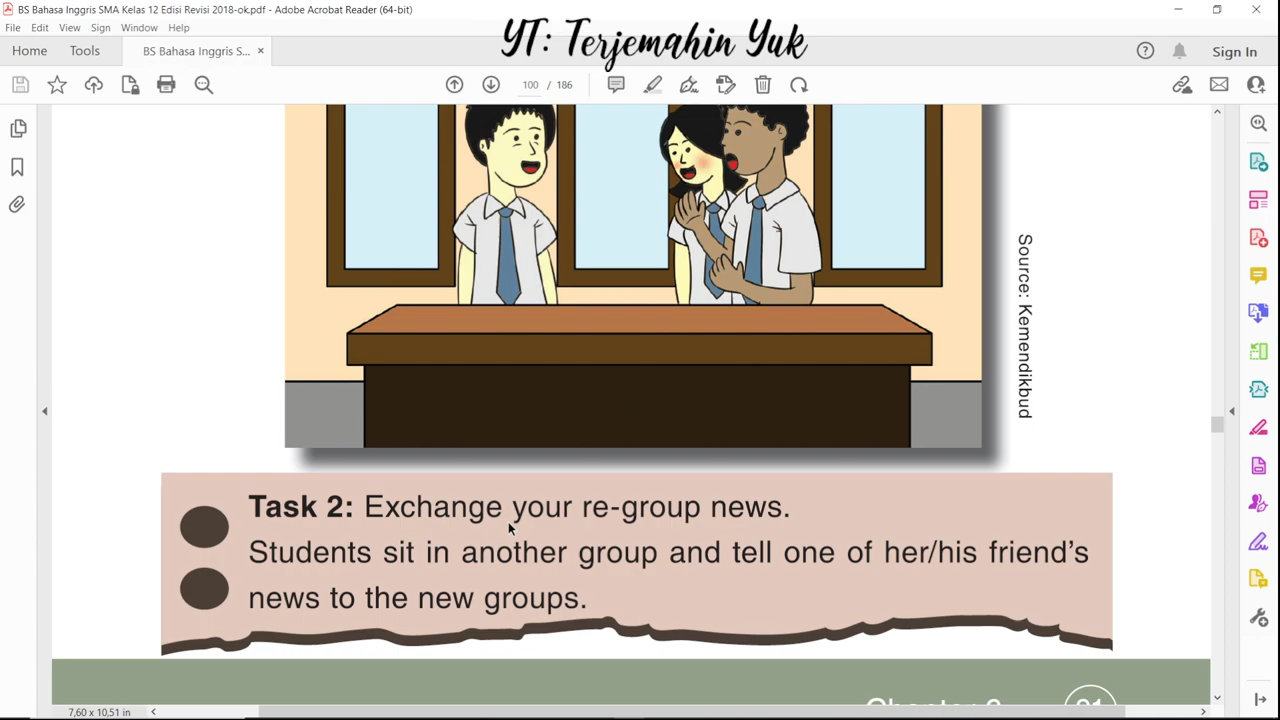 BS Bahasa Inggris SMA Kelas 12 Edisi Revisi 2018-ok.pdf - Adobe Acrobat Reader (64-bit)
File Edit View Sign Window Help
YT: Terjemahin Yuk
Home Tools BS Bahasa Inggris S... × Sign In
100 / 186
Source: Kemendikbud
Task 2: Exchange your re-group news.
Students sit in another group and tell one of her/his friend's
news to the new groups.
7,60 x 10,51 in